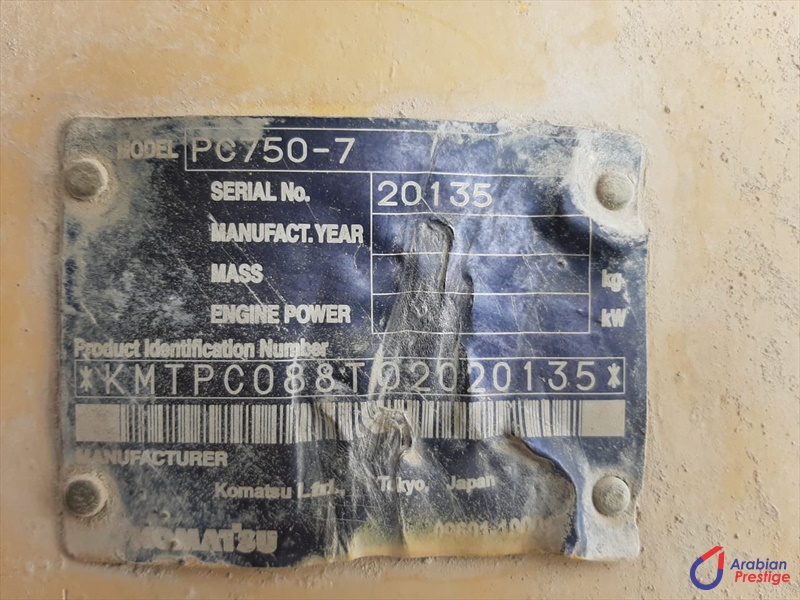 MODEL PC750-7
SERIAL No. 20135
MANUFACT. YEAR
MASS kg
ENGINE POWER kW
Product Identification Number
*KMTPC088T02020135*
MANUFACTURER
Komatsu Ltd., Tokyo, Japan
KOMATSU
Arabian
Prestige